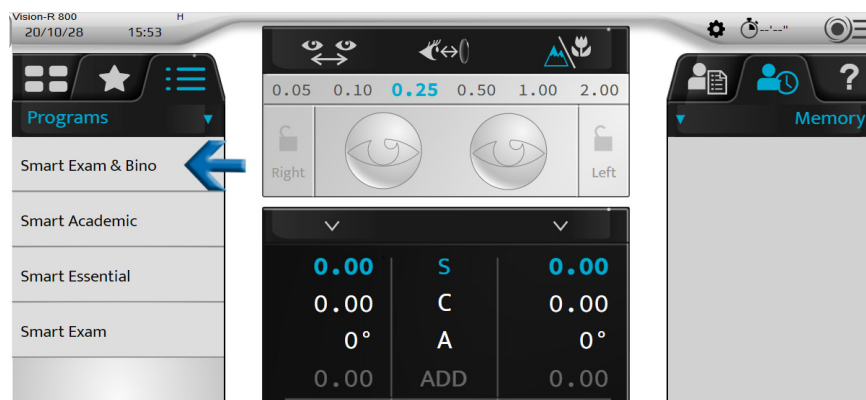 Vision-R 800
H
20/10/28 15:53
--'--"
0.05 0.10 0.25 0.50 1.00 2.00
Right
Left
Programs
Smart Exam & Bino
Smart Academic
Smart Essential
Smart Exam
0.00 S 0.00
0.00 C 0.00
0° A 0°
0.00 ADD 0.00
?
Memory